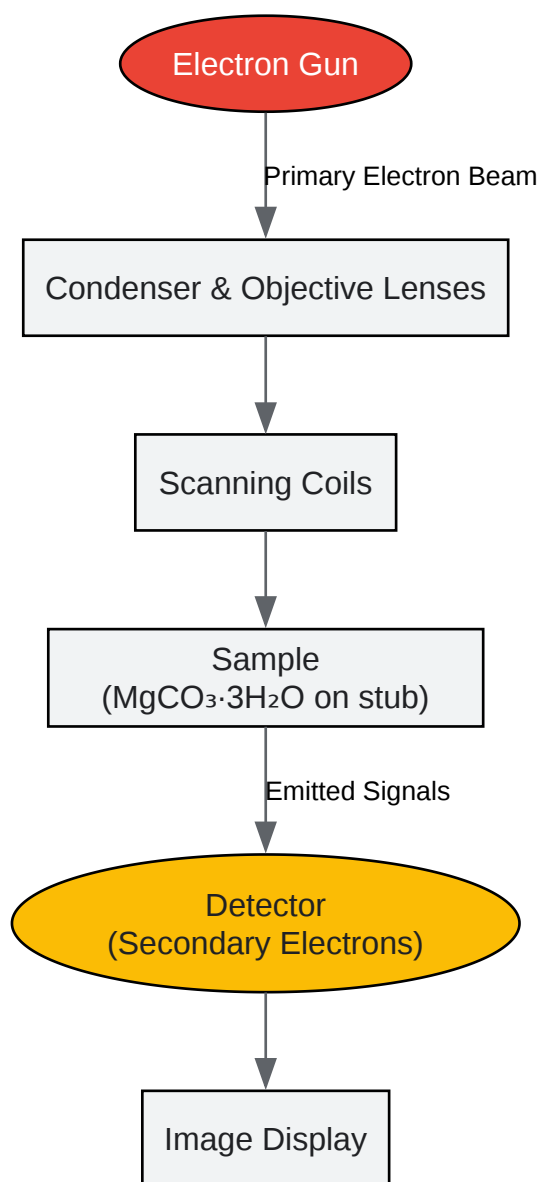 Electron Gun
Primary Electron Beam
Condenser & Objective Lenses
Scanning Coils
Sample
(MgCO₃·3H₂O on stub)
Emitted Signals
Detector
(Secondary Electrons)
Image Display